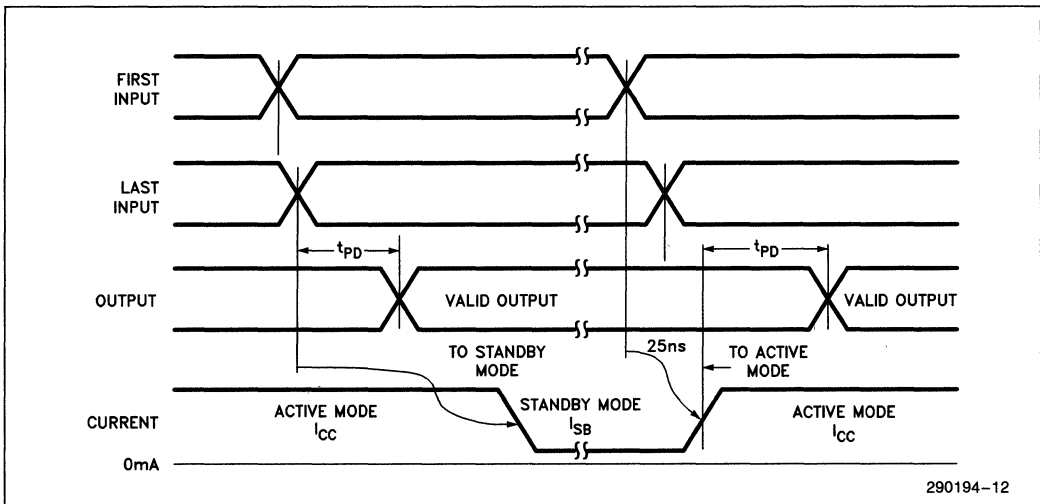 FIRST
INPUT
LAST
INPUT
tPD
tPD
OUTPUT
VALID OUTPUT
VALID OUTPUT
TO STANDBY
MODE
25ns
TO ACTIVE
MODE
CURRENT
ACTIVE MODE
ICC
STANDBY MODE
ISB
ACTIVE MODE
ICC
0mA
290194-12